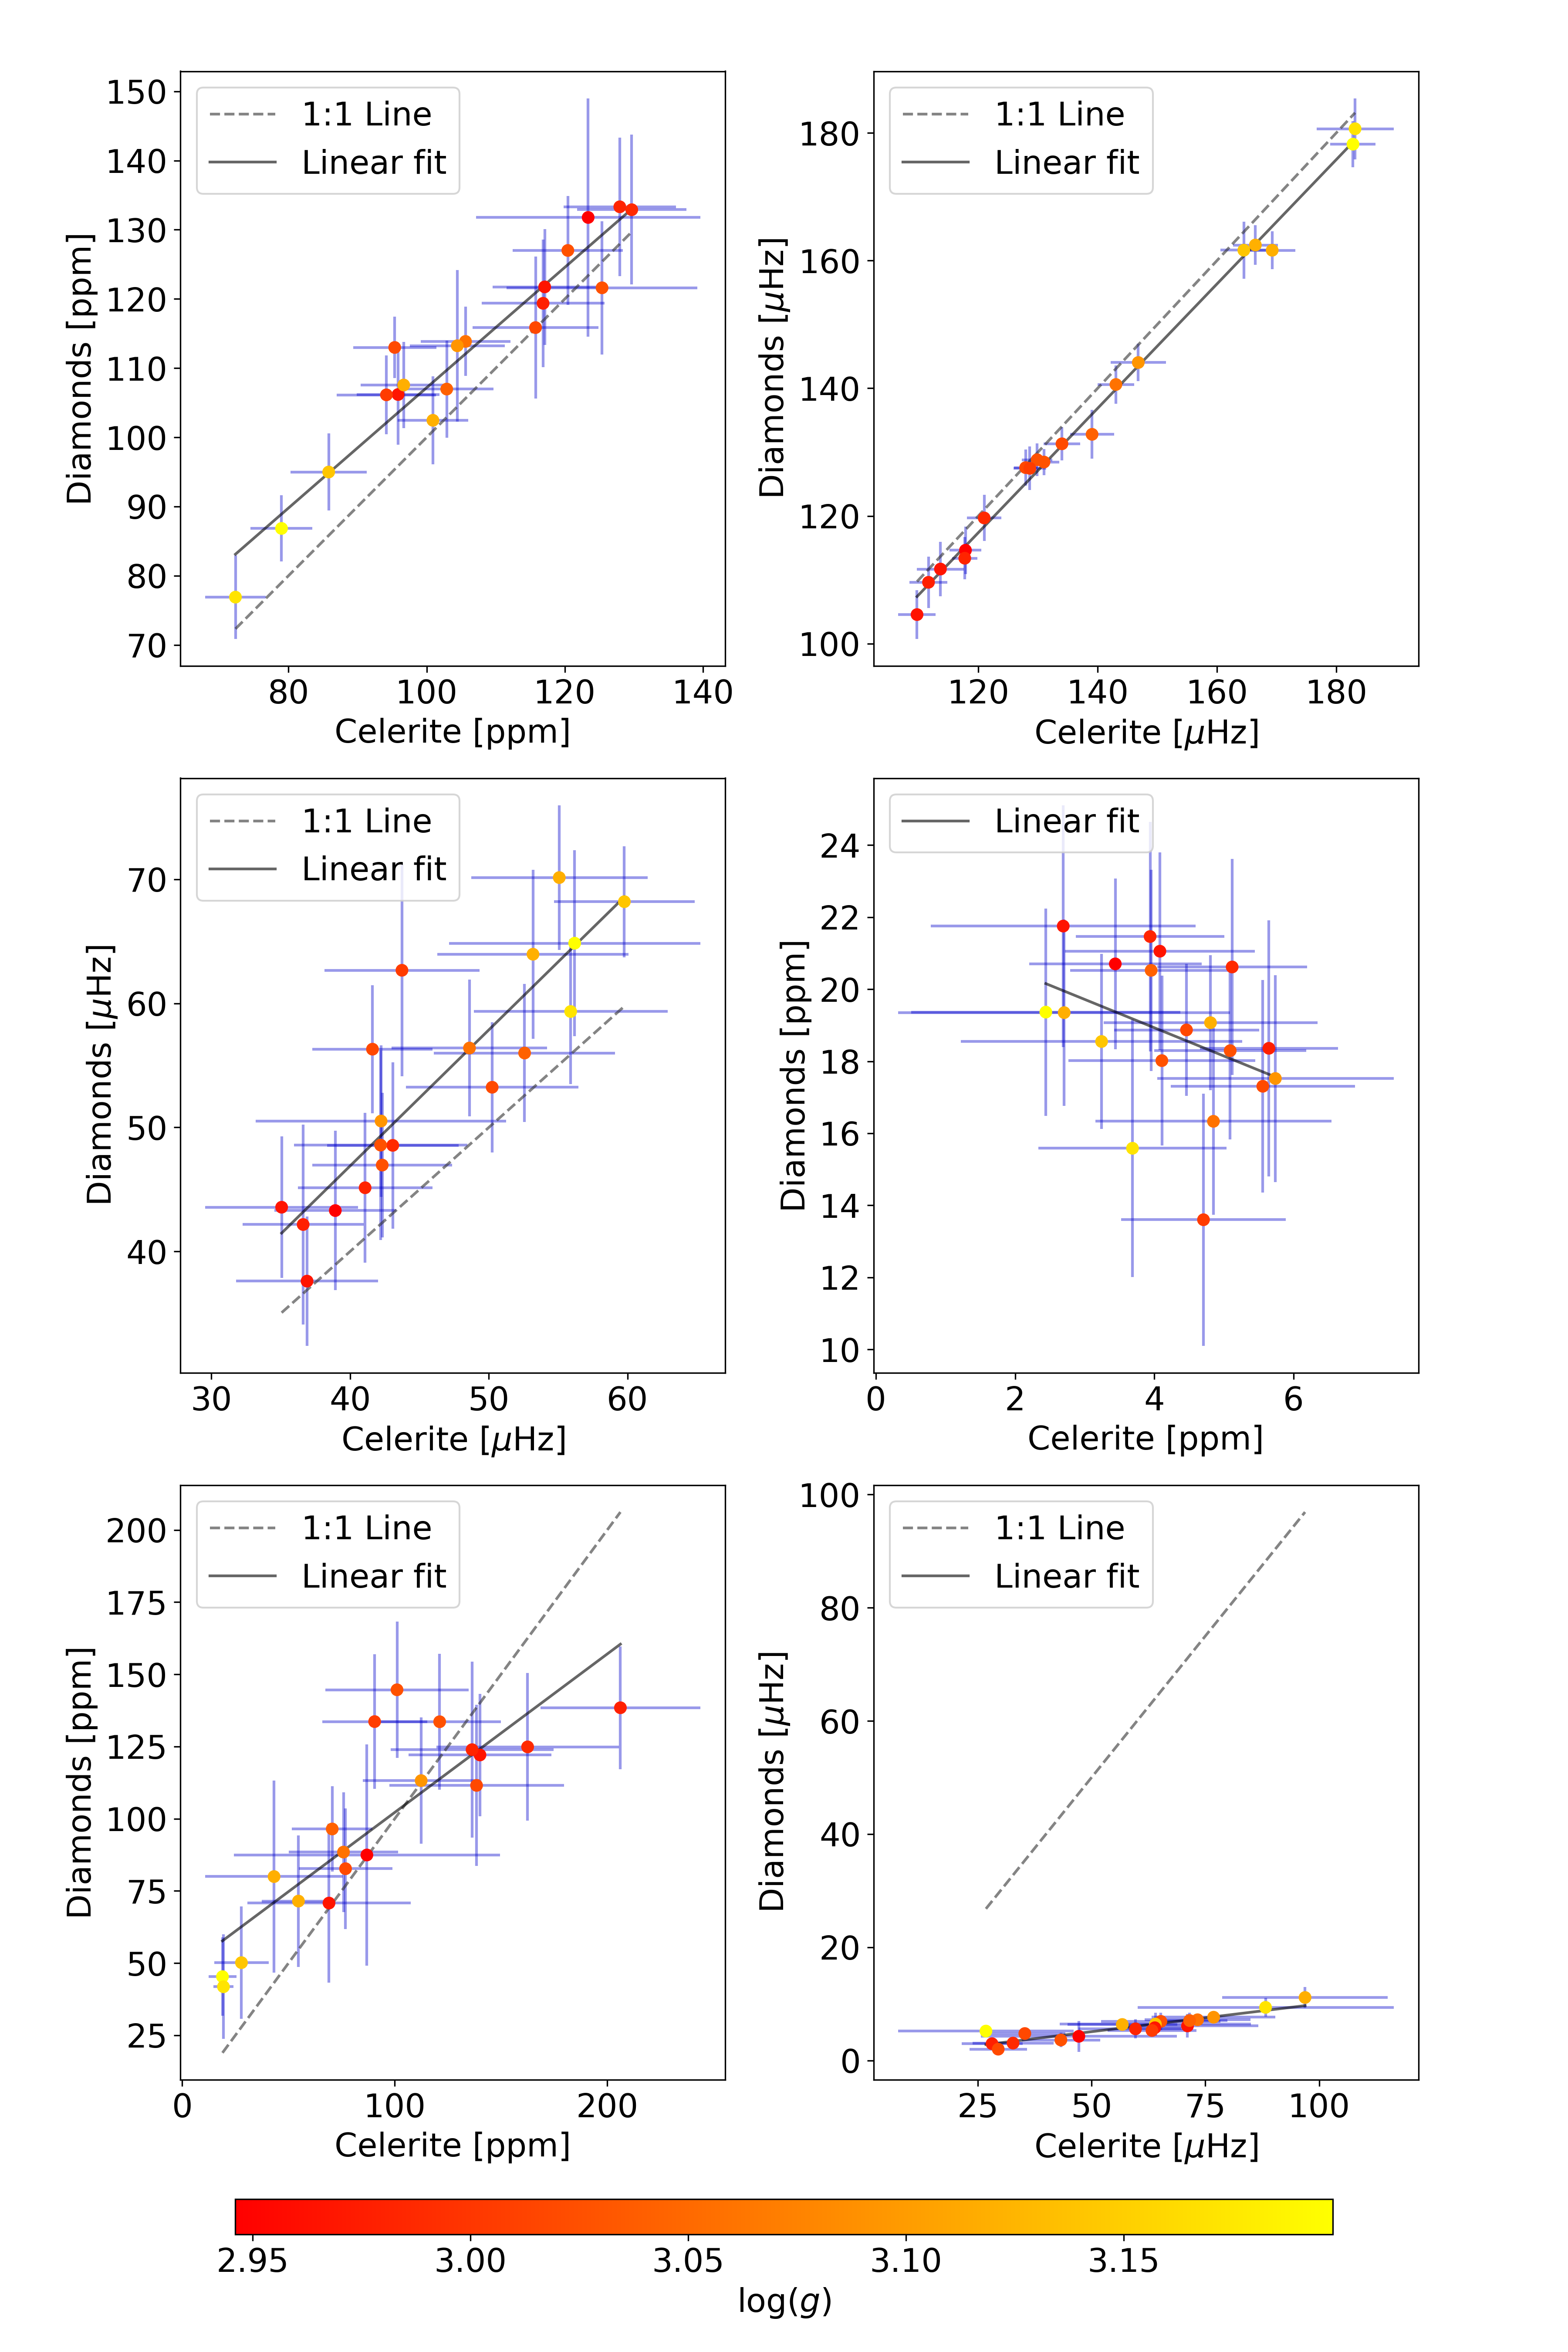 1:1 Line
Linear fit
150
140
130
120
110
100
90
80
70
Diamonds [ppm]
80 100 120 140
Celerite [ppm]
1:1 Line
Linear fit
180
160
140
120
100
Diamonds [μHz]
120 140 160 180
Celerite [μHz]
1:1 Line
Linear fit
70
60
50
40
Diamonds [μHz]
30 40 50 60
Celerite [μHz]
Linear fit
24
22
20
18
16
14
12
10
Diamonds [ppm]
0 2 4 6
Celerite [ppm]
1:1 Line
Linear fit
200
175
150
125
100
75
50
25
Diamonds [ppm]
0 100 200
Celerite [ppm]
1:1 Line
Linear fit
100
80
60
40
20
0
Diamonds [μHz]
25 50 75 100
Celerite [μHz]
2.95 3.00 3.05 3.10 3.15
log(g)